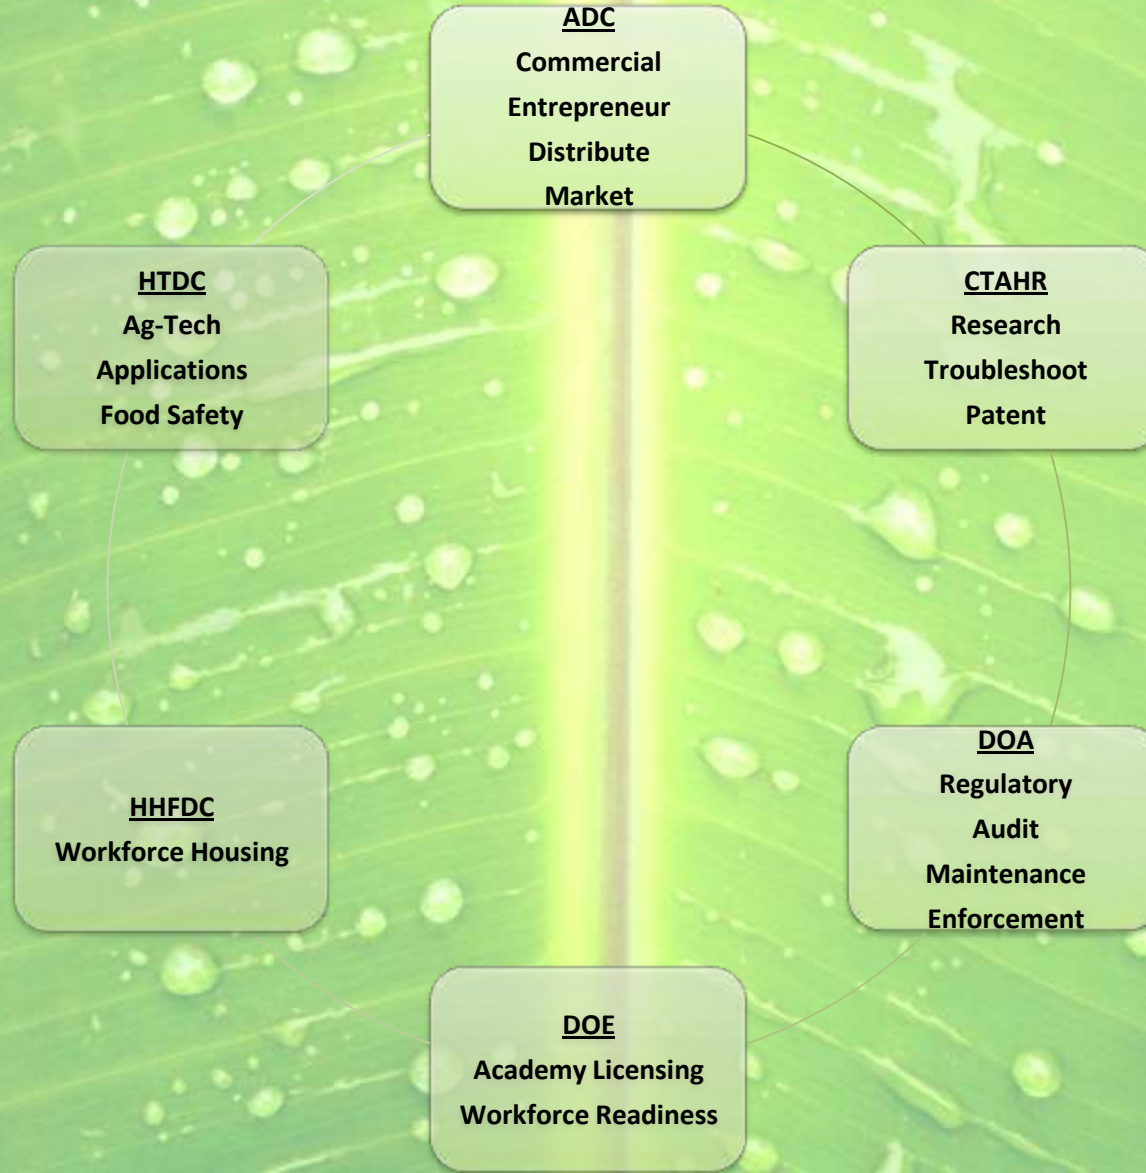 ADC
Commercial
Entrepreneur
Distribute
Market
HTDC
Ag-Tech
Applications
Food Safety
CTAHR
Research
Troubleshoot
Patent
HHFDC
Workforce Housing
DOA
Regulatory
Audit
Maintenance
Enforcement
DOE
Academy Licensing
Workforce Readiness